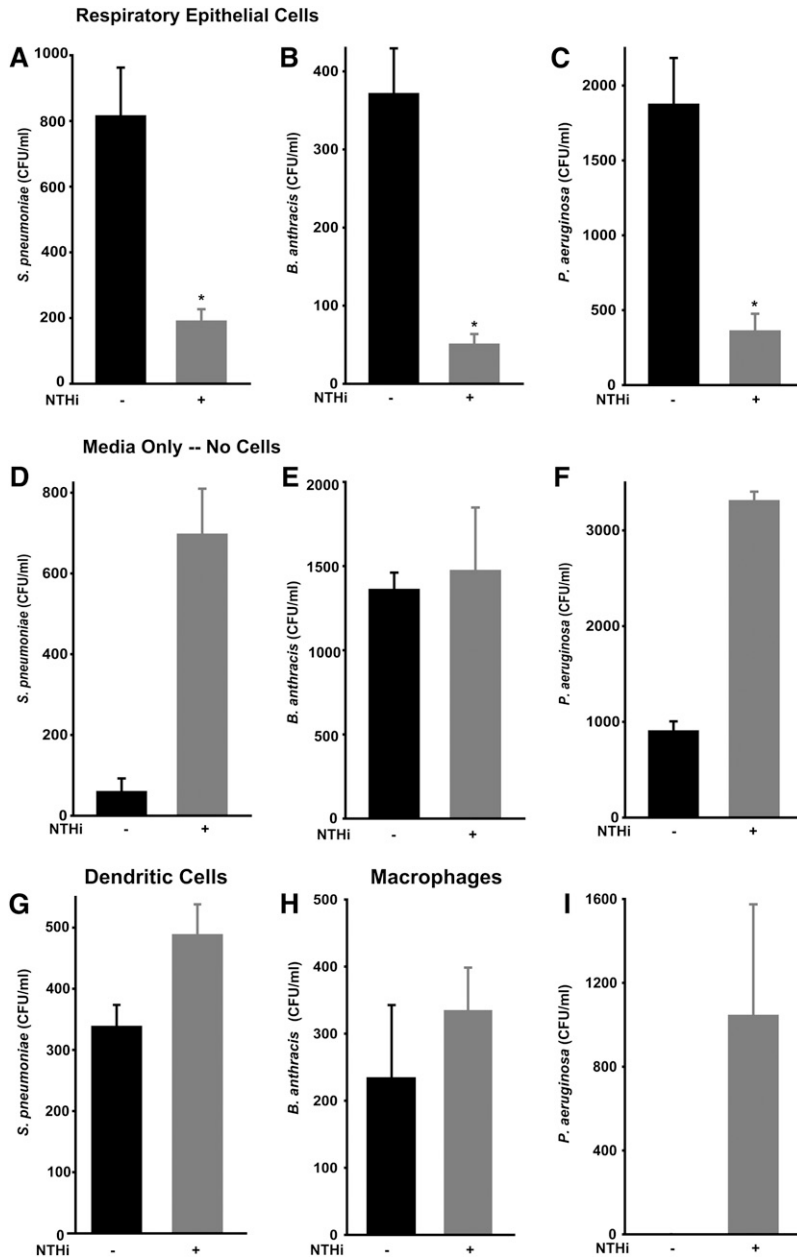 Respiratory Epithelial Cells
A
S. pneumoniae (CFU/ml)
1000
800
600
400
200
0
*
NTHi - +
B
B. anthracis (CFU/ml)
400
300
200
100
0
*
- +
C
P. aeruginosa (CFU/ml)
2000
1500
1000
500
0
*
NTHi - +
Media Only -- No Cells
D
S. pneumoniae (CFU/ml)
800
600
400
200
0
NTHi - +
E
B. anthracis (CFU/ml)
2000
1500
1000
500
0
NTHi - +
F
P. aeruginosa (CFU/ml)
3000
2000
1000
0
NTHi - +
Dendritic Cells
G
S. pneumoniae (CFU/ml)
500
400
300
200
100
0
NTHi - +
Macrophages
H
B. anthracis (CFU/ml)
500
400
300
200
100
0
NTHi - +
I
P. aeruginosa (CFU/ml)
1600
1200
1000
800
400
0
NTHi - +